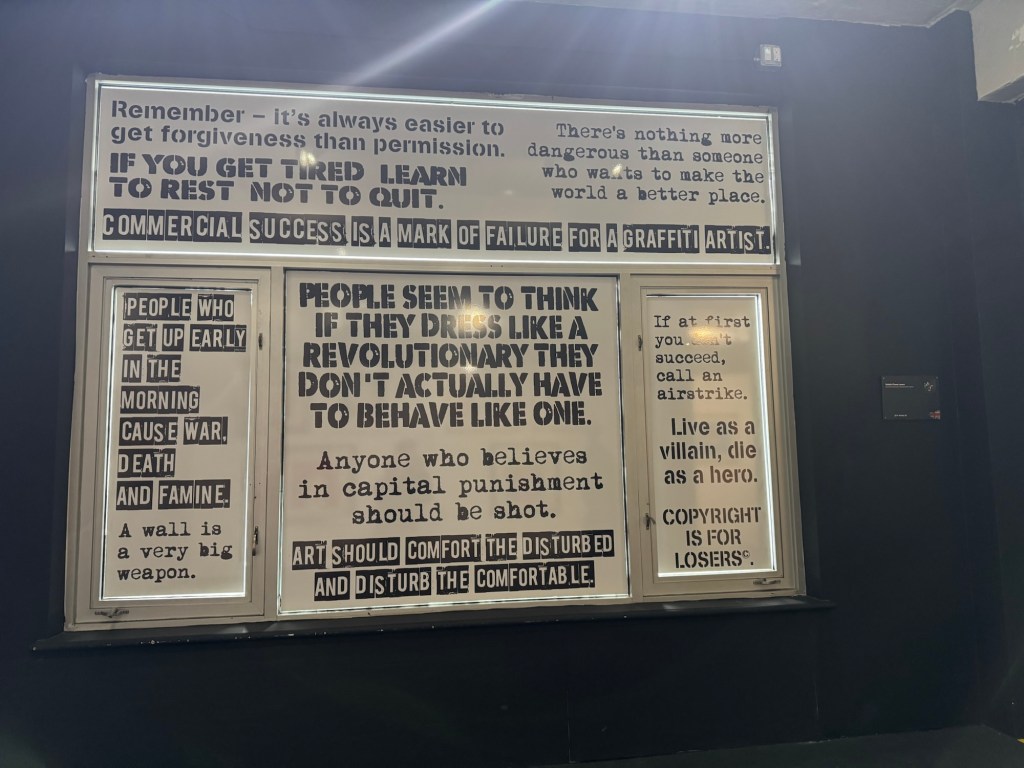 Remember – it's always easier to
get forgiveness than permission.
IF YOU GET TIRED LEARN
TO REST NOT TO QUIT.
There's nothing more
dangerous than someone
who wants to make the
world a better place.
COMMERCIAL SUCCESS IS A MARK OF FAILURE FOR A GRAFFITI ARTIST.
PEOPLE WHO
GET UP EARLY
IN THE
MORNING
CAUSE WAR,
DEATH
AND FAMINE.
A wall is
a very big
weapon.
PEOPLE SEEM TO THINK
IF THEY DRESS LIKE A
REVOLUTIONARY THEY
DON'T ACTUALLY HAVE
TO BEHAVE LIKE ONE.
Anyone who believes
in capital punishment
should be shot.
ART SHOULD COMFORT THE DISTURBED
AND DISTURB THE COMFORTABLE.
If at first
you don't
succeed,
call an
airstrike.
Live as a
villain, die
as a hero.
COPYRIGHT
IS FOR
LOSERS©.